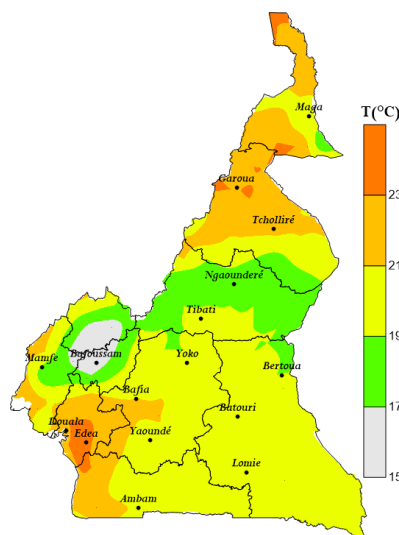 Maga
T(°C)
Garoua
23
Tcholliré
21
Ngaounderé
Tibati
19
Bafoussam
Yoko
Mamfe
Bertoua
Bafia
17
Batouri
Douala
Edea
Yaoundé
Lomie
15
Ambam